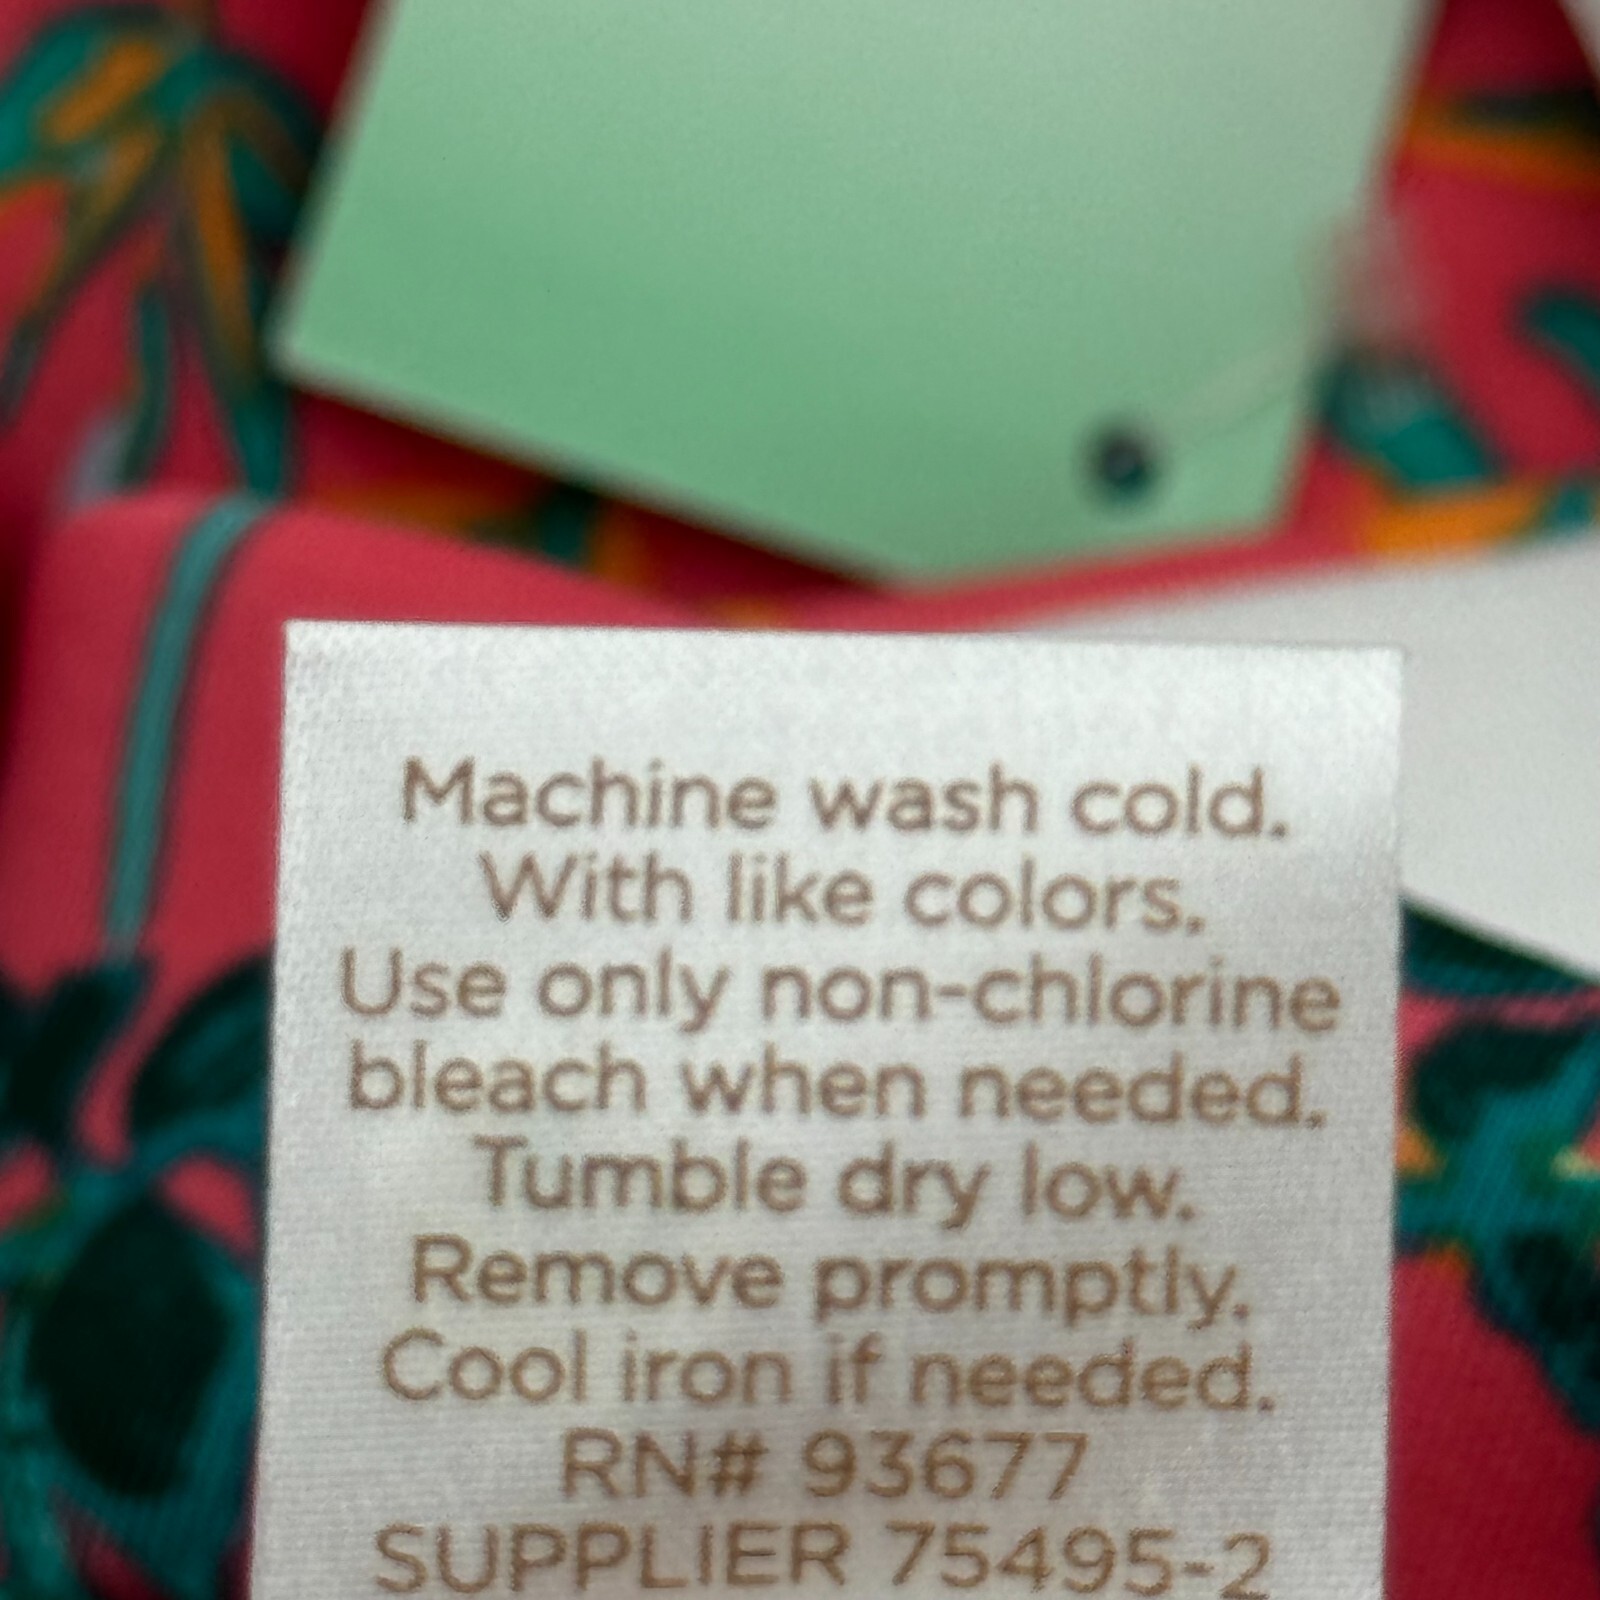 Machine wash cold.
With like colors.
Use only non-chlorine
bleach when needed.
Tumble dry low.
Remove promptly.
Cool iron if needed.
RN# 93677
SUPPLIER 75495-2